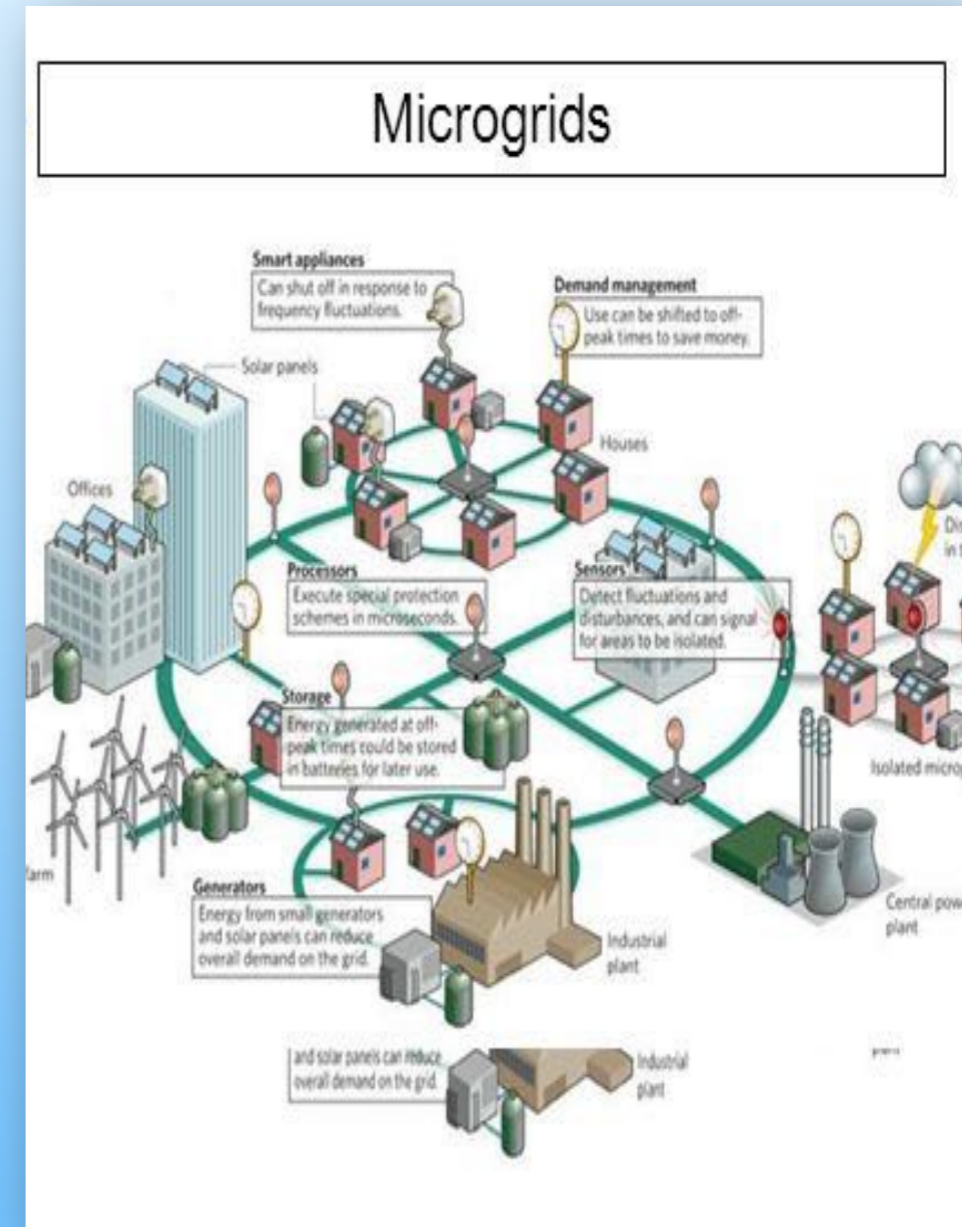 Microgrids
Smart appliances
Can shut off in response to
frequency fluctuations.
Demand management
Use can be shifted to off-
peak times to save money.
Solar panels
Houses
Offices
Processors
Execute special protection
schemes in microseconds.
Sensors
Detect fluctuations and
disturbances, and can signal
for areas to be isolated.
in
Storage
Energy generated at off-
peak times could be stored
in batteries for later use.
Isolated
farm
Generators
Energy from small generators
and solar panels can reduce
overall demand on the grid.
Industrial
plant
Central
plant
and solar panels can reduce
overall demand on the grid.
Industrial
plant